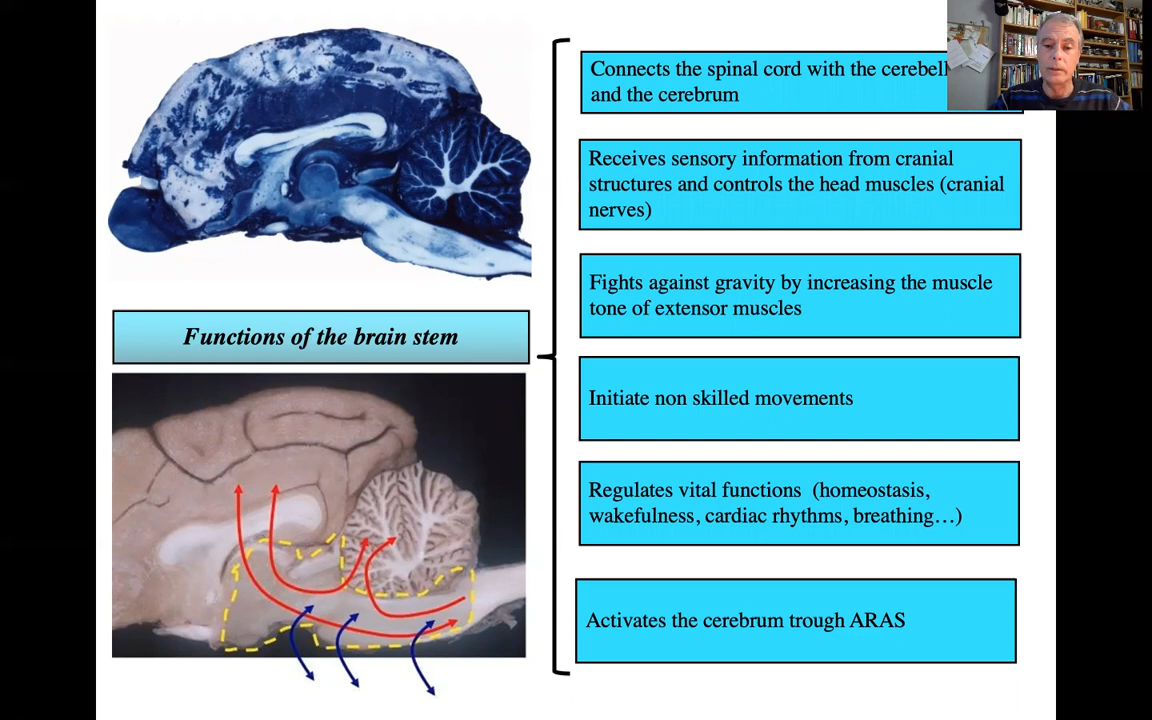 Connects the spinal cord with the
and the cerebrum
Receives sensory information from cranial
structures and controls the head muscles (cranial
nerves)
Fights against gravity by increasing the muscle
tone of extensor muscles
Functions of the brain stem
Initiate non skilled movements
Regulates vital functions (homeostasis,
wakefulness, cardiac rhythms, breathing…)
Activates the cerebrum trough ARAS